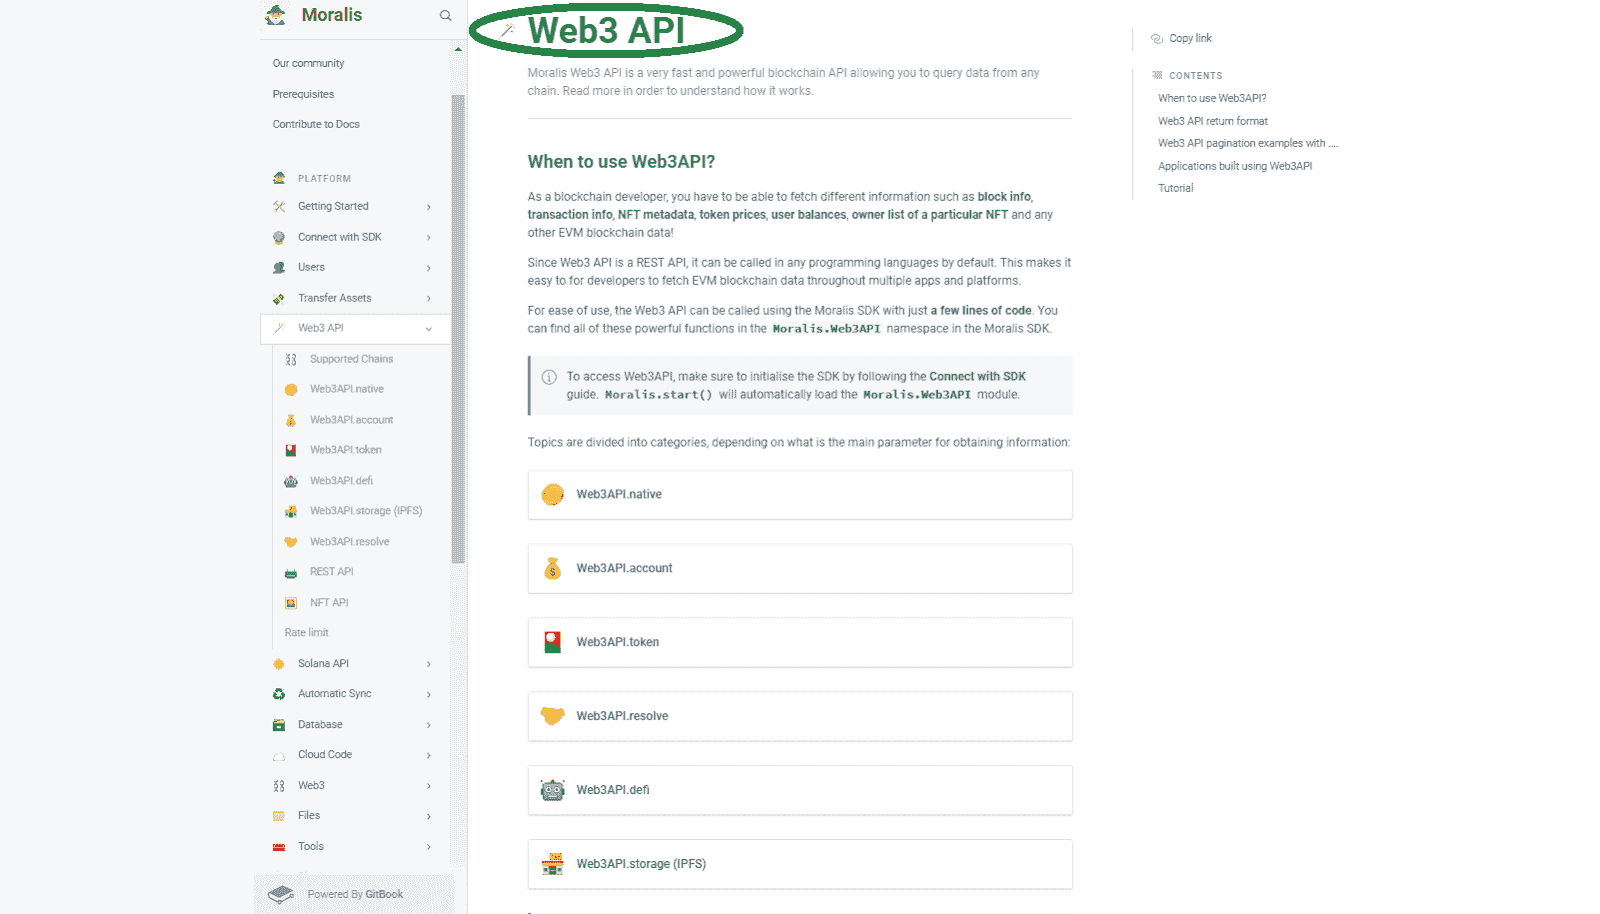 Moralis
Our community
Prerequisites
Contribute to Docs
PLATFORM
Getting Started
Connect with SDK
Users
Transfer Assets
Web3 API
Supported Chains
Web3API.native
Web3API.account
Web3API.token
Web3API.defi
Web3API.storage (IPFS)
Web3API.resolve
REST API
NFT API
Rate limit
Solana API
Automatic Sync
Database
Cloud Code
Web3
Files
Tools
Powered By GitBook
Web3 API
Moralis Web3 API is a very fast and powerful blockchain API allowing you to query data from any
chain. Read more in order to understand how it works.
When to use Web3API?
As a blockchain developer, you have to be able to fetch different information such as block info,
transaction info, NFT metadata, token prices, user balances, owner list of a particular NFT and any
other EVM blockchain data!
Since Web3 API is a REST API, it can be called in any programming languages by default. This makes it
easy to for developers to fetch EVM blockchain data throughout multiple apps and platforms.
For ease of use, the Web3 API can be called using the Moralis SDK with just a few lines of code. You
can find all of these powerful functions in the Moralis.Web3API namespace in the Moralis SDK.
To access Web3API, make sure to initialise the SDK by following the Connect with SDK
guide. Moralis.start() will automatically load the Moralis.Web3API module.
Topics are divided into categories, depending on what is the main parameter for obtaining information:
Web3API.native
Web3API.account
Web3API.token
Web3API.resolve
Web3API.defi
Web3API.storage (IPFS)
Copy link
CONTENTS
When to use Web3API?
Web3 API return format
Web3 API pagination examples with ....
Applications built using Web3API
Tutorial